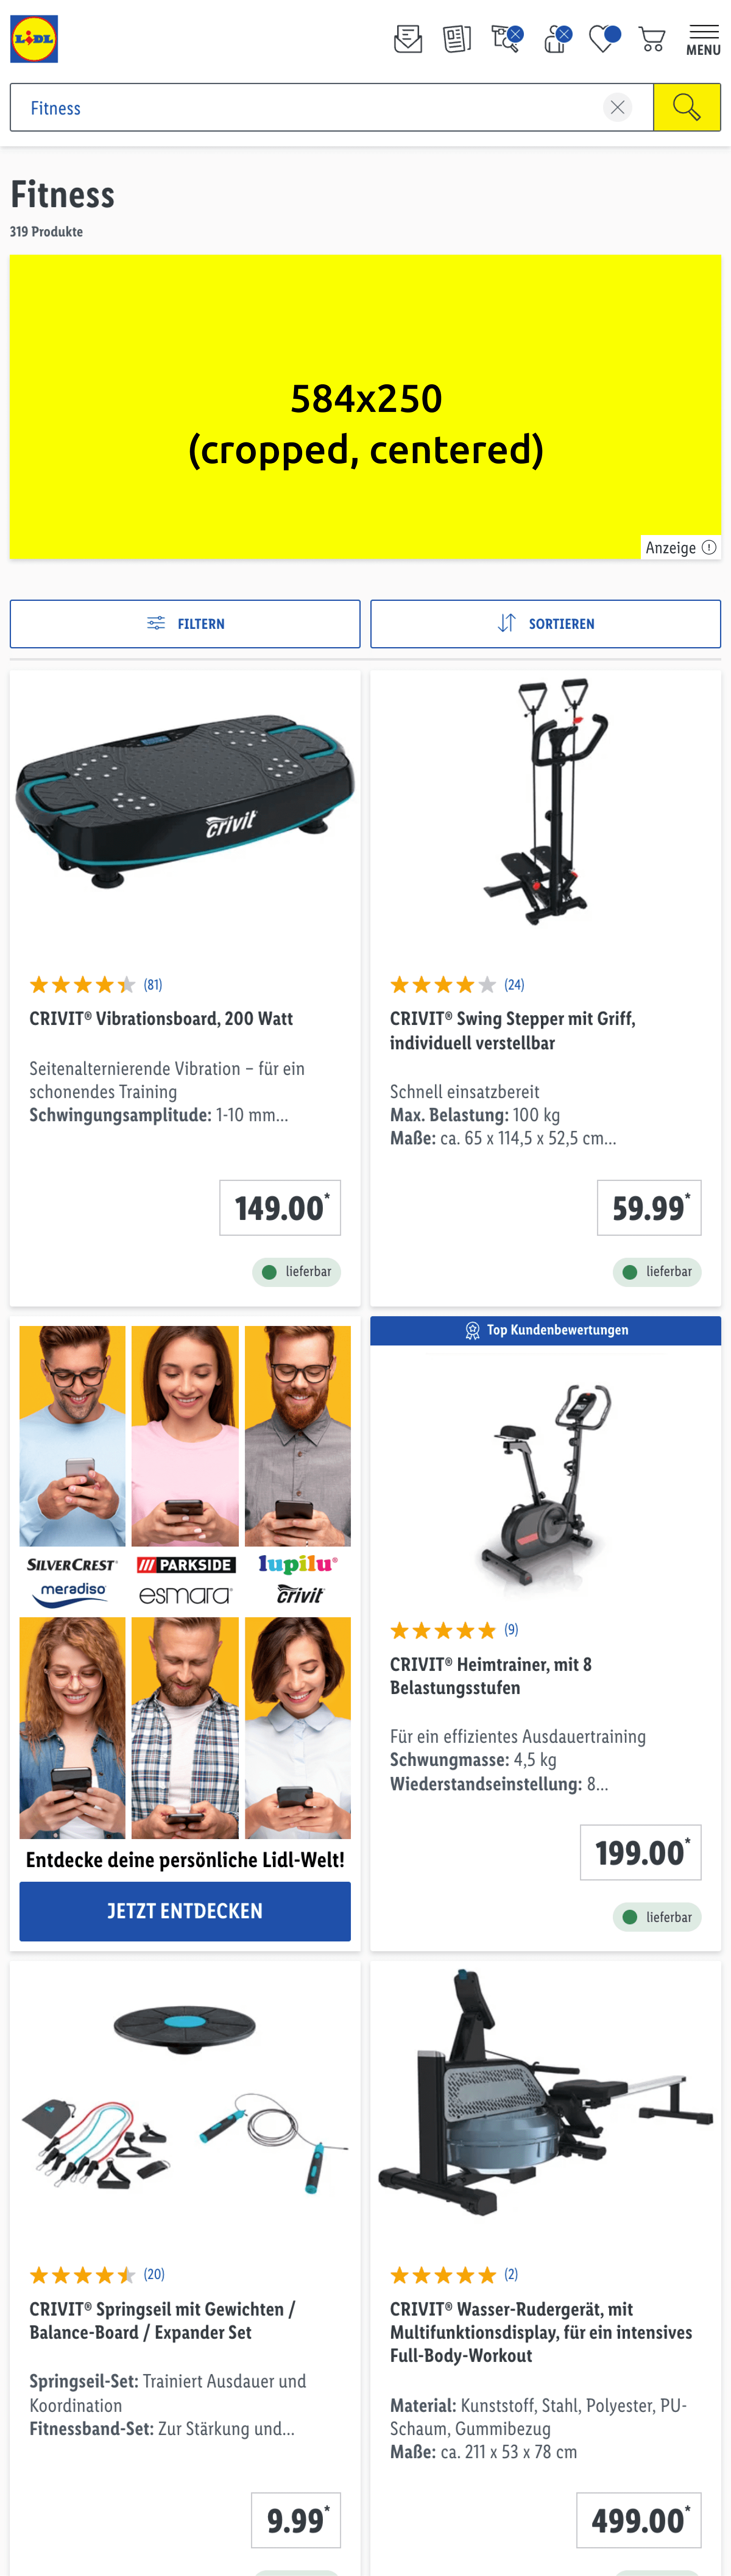 LIDL
MENU
Fitness
Fitness
319 Produkte
584x250
(cropped, centered)
Anzeige
FILTERN
SORTIEREN
crivit
(81)
CRIVIT® Vibrationsboard, 200 Watt
Seitenalternierende Vibration – für ein
schonendes Training
Schwingungsamplitude: 1-10 mm...
149.00*
lieferbar
(24)
CRIVIT® Swing Stepper mit Griff,
individuell verstellbar
Schnell einsatzbereit
Max. Belastung: 100 kg
Maße: ca. 65 x 114,5 x 52,5 cm...
59.99*
lieferbar
SILVERCREST® PARKSIDE lupilu®
meradiso® esmara® crivit®
Entdecke deine persönliche Lidl-Welt!
JETZT ENTDECKEN
Top Kundenbewertungen
(9)
CRIVIT® Heimtrainer, mit 8
Belastungsstufen
Für ein effizientes Ausdauertraining
Schwungmasse: 4,5 kg
Wiederstandseinstellung: 8...
199.00*
lieferbar
(20)
CRIVIT® Springseil mit Gewichten /
Balance-Board / Expander Set
Springseil-Set: Trainiert Ausdauer und
Koordination
Fitnessband-Set: Zur Stärkung und...
9.99*
(2)
CRIVIT® Wasser-Rudergerät, mit
Multifunktionsdisplay, für ein intensives
Full-Body-Workout
Material: Kunststoff, Stahl, Polyester, PU-
Schaum, Gummibezug
Maße: ca. 211 x 53 x 78 cm
499.00*